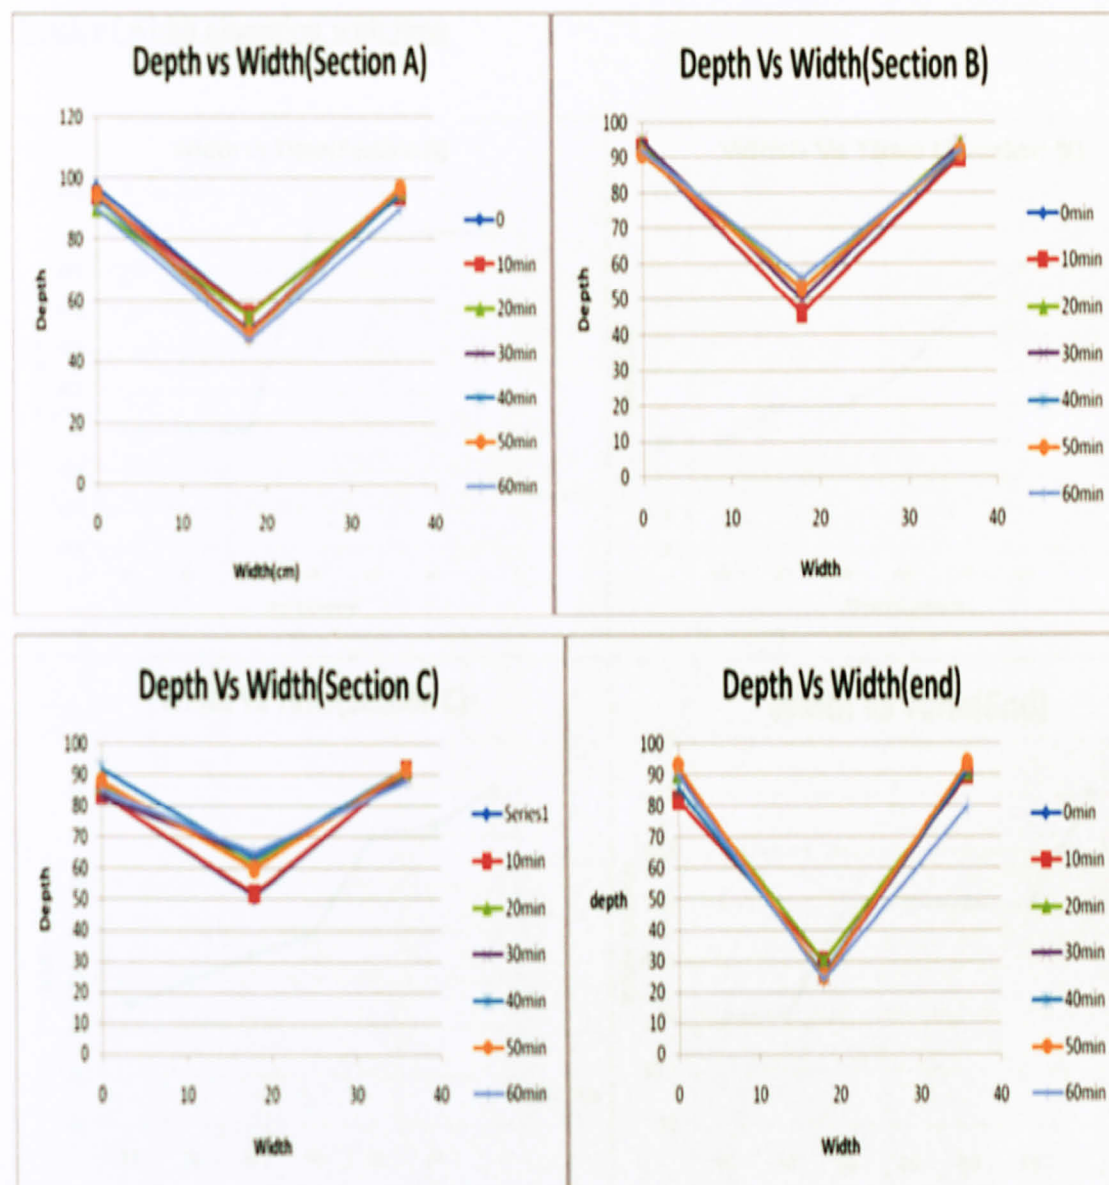 Depth vs Width(Section A)
120
100
80
60
40
20
0
Depth
0
10
20
30
40
Width(cm)
0
10min
20min
30min
40min
50min
60min
Depth Vs Width(Section B)
100
90
80
70
60
50
40
30
20
10
0
Depth
0
10
20
30
40
Width
0min
10min
20min
30min
40min
50min
60min
Depth Vs Width(Section C)
100
90
80
70
60
50
40
30
20
10
0
Depth
0
10
20
30
40
Width
Series1
10min
20min
30min
40min
50min
60min
Depth Vs Width(end)
100
90
80
70
60
50
40
30
20
10
0
depth
0
10
20
30
40
Width
0min
10min
20min
30min
40min
50min
60min